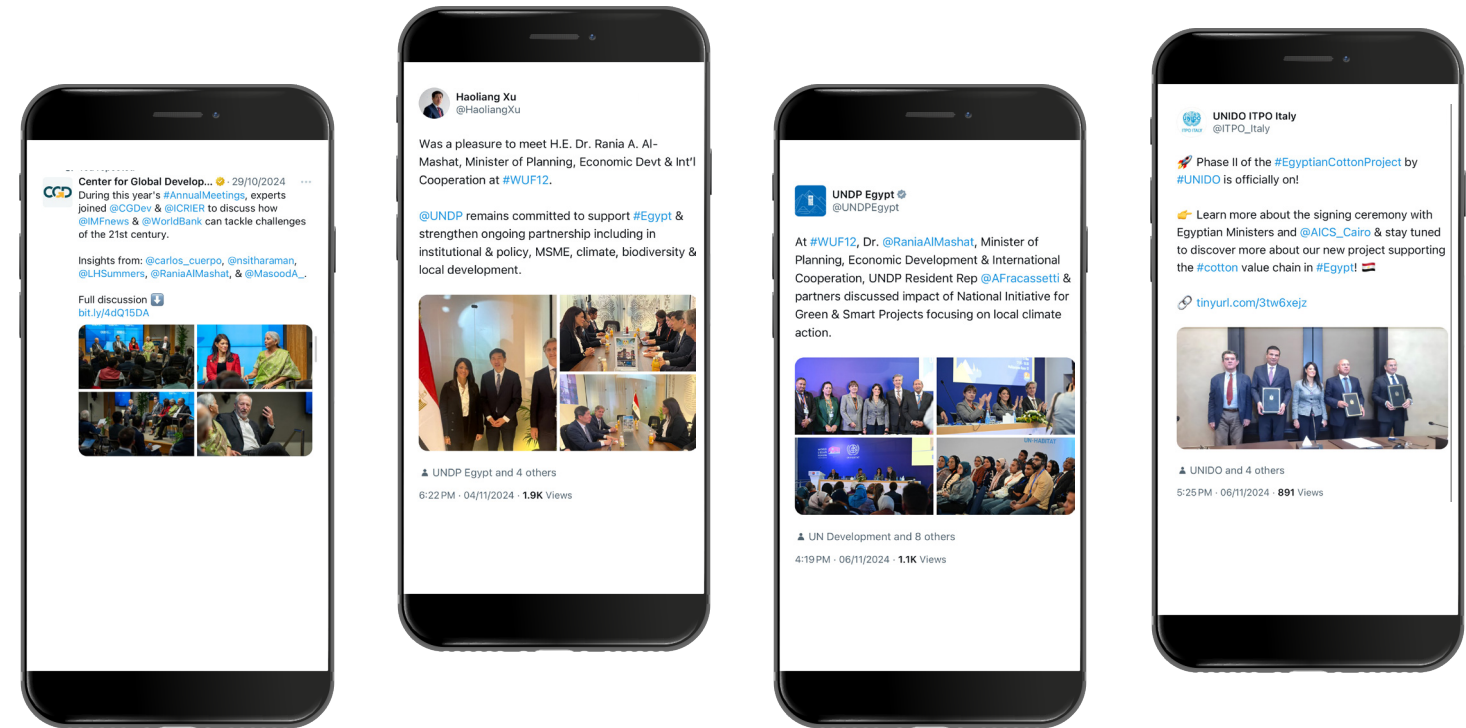 CGD
Center for Global Develop... · 29/10/2024 ...
During this year's #AnnualMeetings, experts
joined @CGDev & @ICRIER to discuss how
@IMFnews & @WorldBank can tackle challenges
of the 21st century.
Insights from: @carlos_cuerpo, @nsitharaman,
@LHSummers, @RaniaAlMashat, & @MasoodA_.
Full discussion ⬇️
bit.ly/4dQ15DA
Haoliang Xu
@HaoliangXu
Was a pleasure to meet H.E. Dr. Rania A. Al-
Mashat, Minister of Planning, Economic Devt & Int'l
Cooperation at #WUF12.
@UNDP remains committed to support #Egypt &
strengthen ongoing partnership including in
institutional & policy, MSME, climate, biodiversity &
local development.
UNDP Egypt and 4 others
6:22 PM · 04/11/2024 · 1.9K Views
UNDP Egypt
@UNDPEgypt
At #WUF12, Dr. @RaniaAlMashat, Minister of
Planning, Economic Development & International
Cooperation, UNDP Resident Rep @AFracassetti &
partners discussed impact of National Initiative for
Green & Smart Projects focusing on local climate
action.
UN-HABITAT
UN Development and 8 others
4:19 PM · 06/11/2024 · 1.1K Views
ITPO ITALY
UNIDO ITPO Italy
@ITPO_Italy
🚀 Phase II of the #EgyptianCottonProject by
#UNIDO is officially on!
👉 Learn more about the signing ceremony with
Egyptian Ministers and @AICS_Cairo & stay tuned
to discover more about our new project supporting
the #cotton value chain in #Egypt! 🇪🇬
🔗 tinyurl.com/3tw6xejz
UNIDO and 4 others
5:25 PM · 06/11/2024 · 891 Views